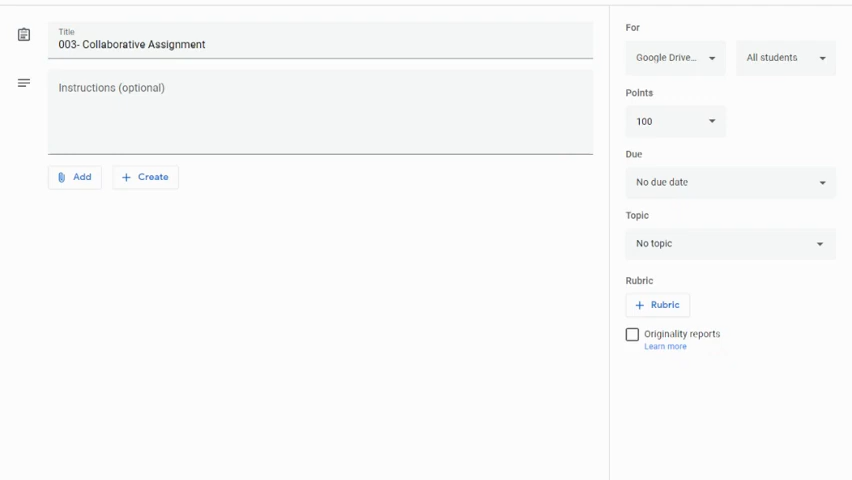 Title
003- Collaborative Assignment
Instructions (optional)
Add
Create
For
Google Drive...
All students
Points
100
Due
No due date
Topic
No topic
Rubric
+ Rubric
Originality reports
Learn more